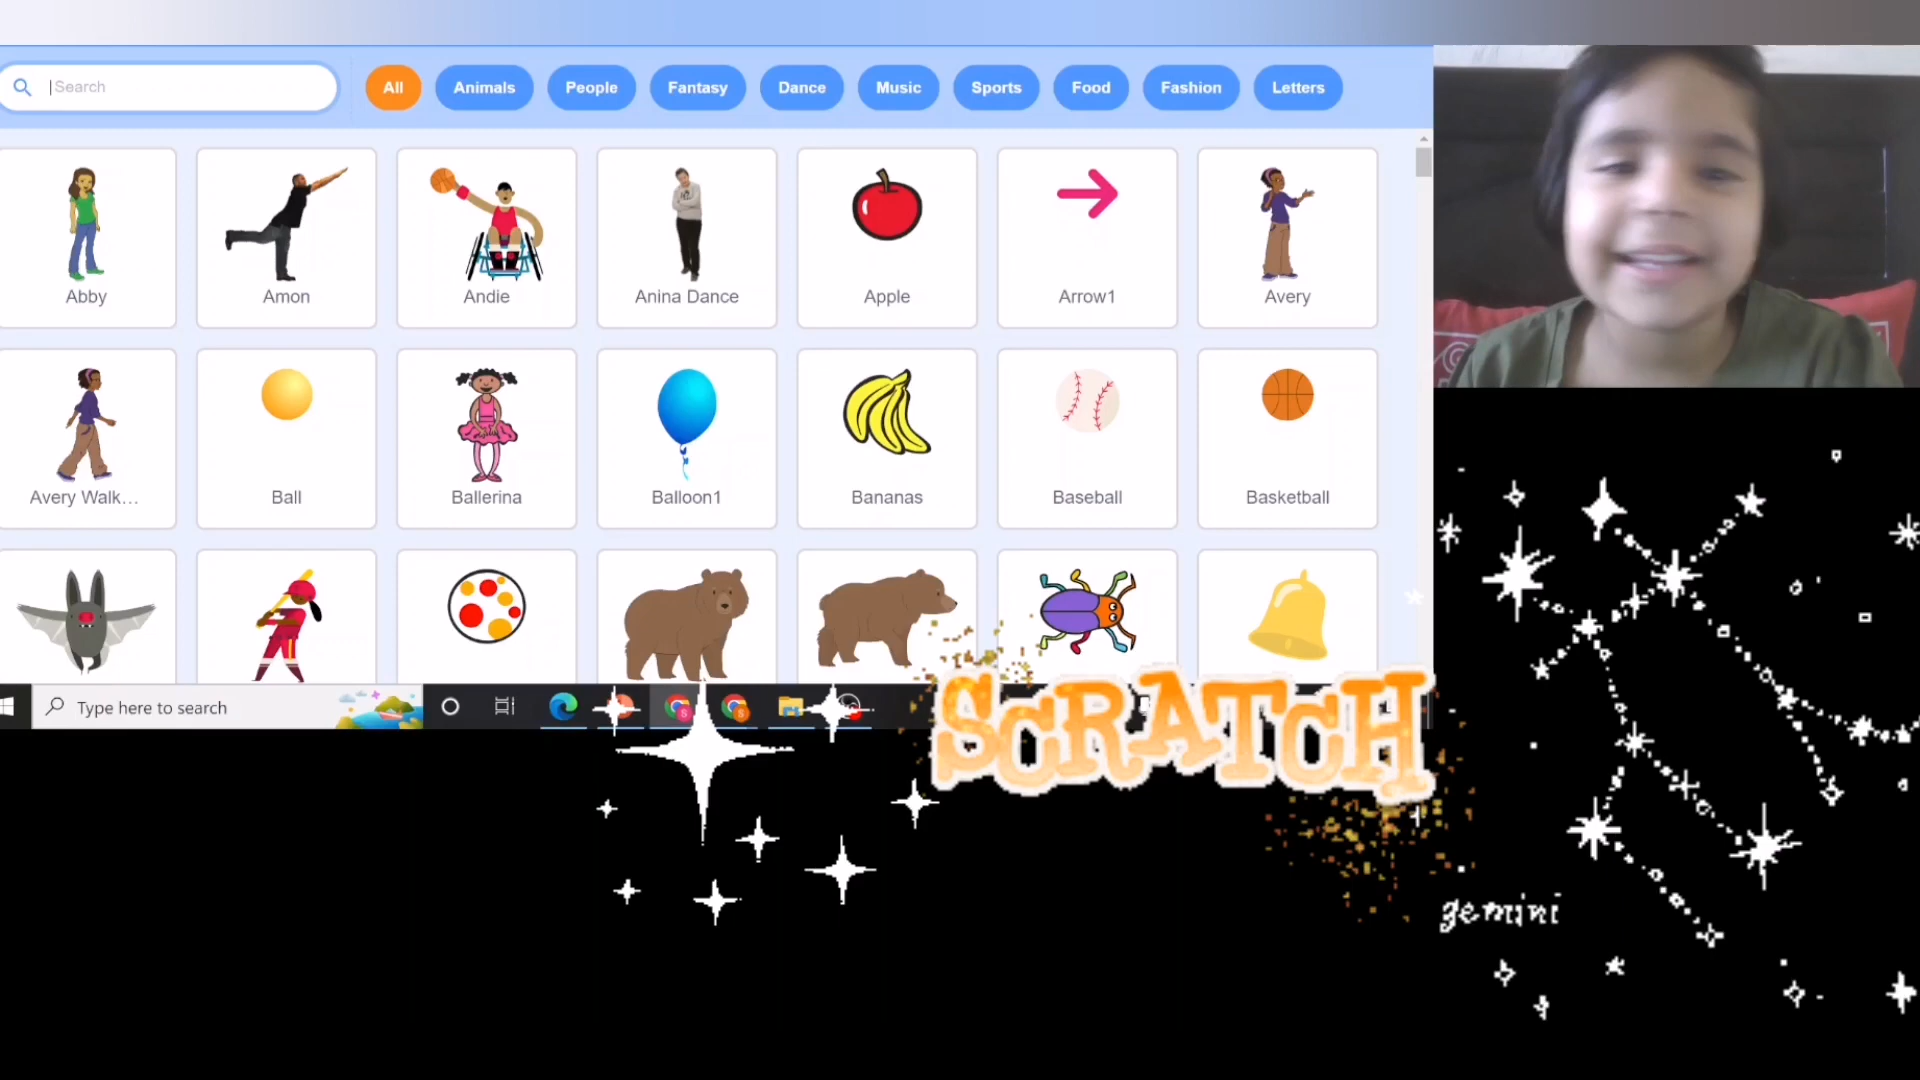 Search
All
Animals
People
Fantasy
Dance
Music
Sports
Food
Fashion
Letters
Abby
Amon
Andie
Anina Dance
Apple
Arrow1
Avery
Avery Walk...
Ball
Ballerina
Balloon1
Bananas
Baseball
Basketball
Type here to search
SCRATCH
gemini